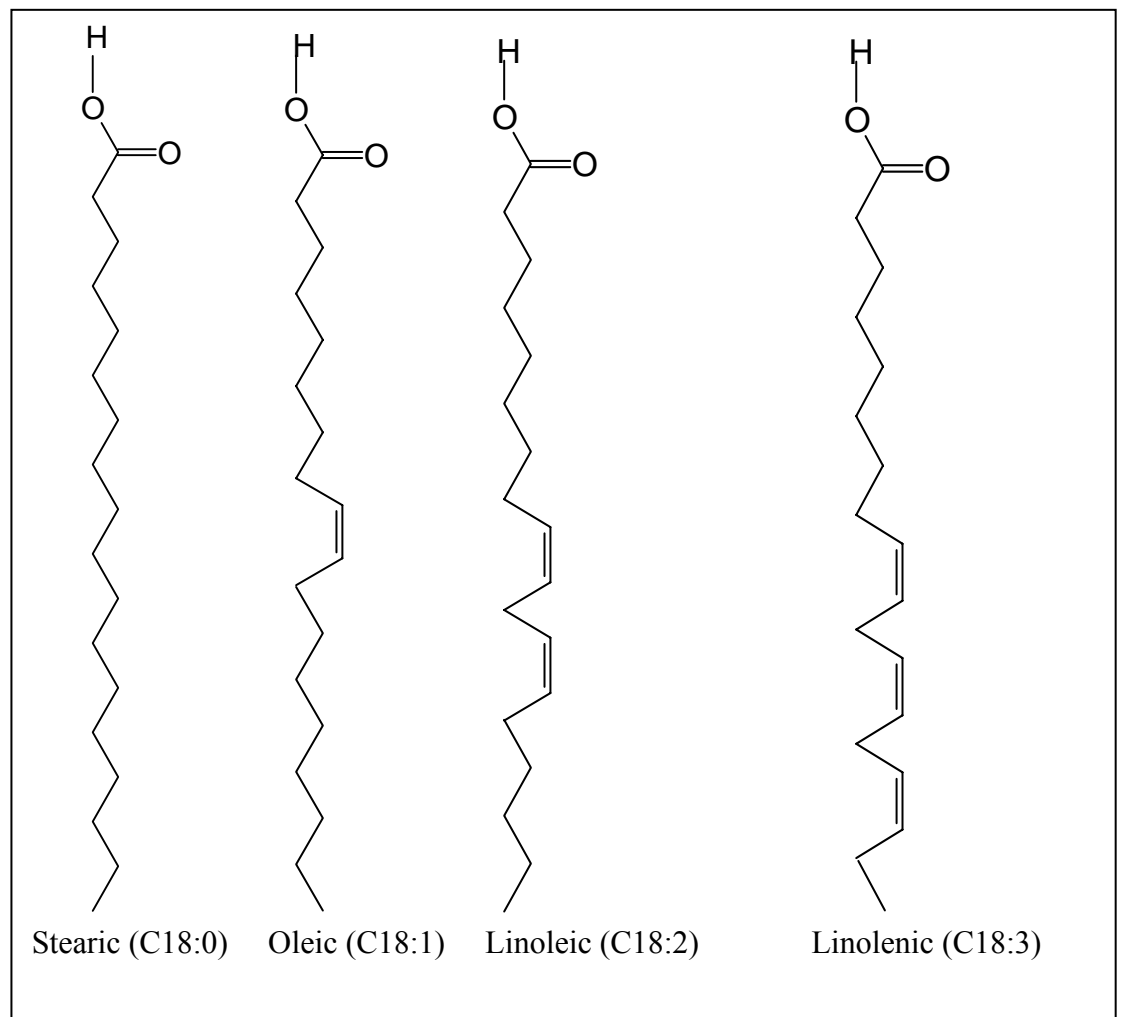 H H H H
O O O O
O O O O
Stearic (C18:0) Oleic (C18:1) Linoleic (C18:2) Linolenic (C18:3)